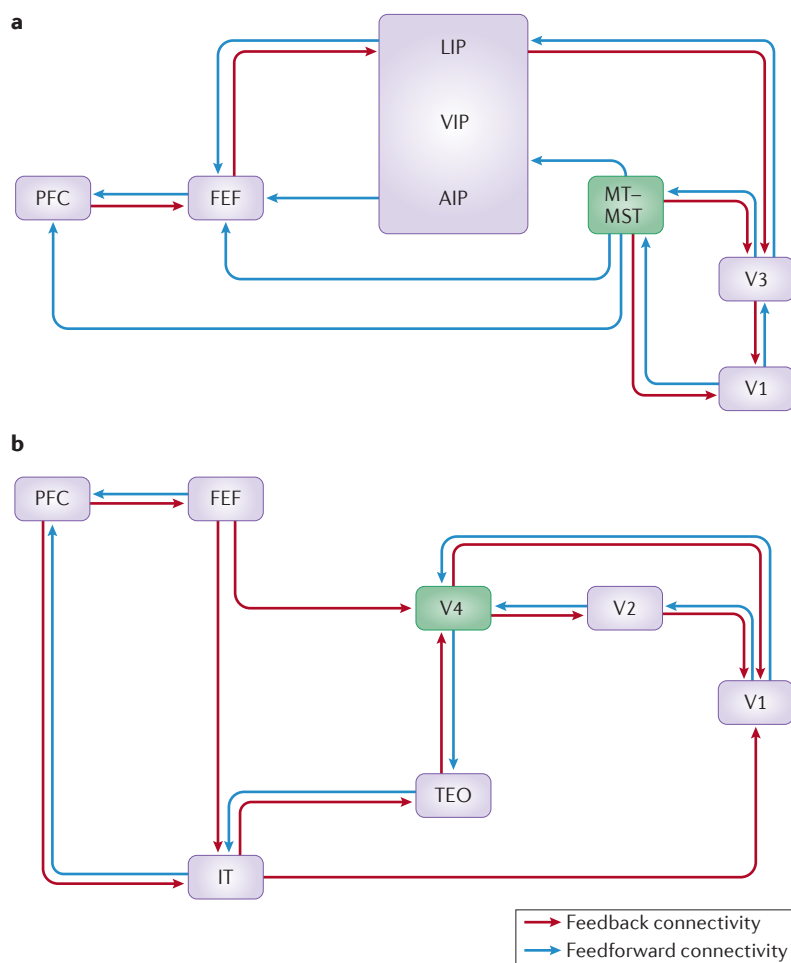 a
LIP
VIP
PFC
FEF
AIP
MT–
MST
V3
V1
b
PFC
FEF
V4
V2
V1
TEO
IT
Feedback connectivity
Feedforward connectivity